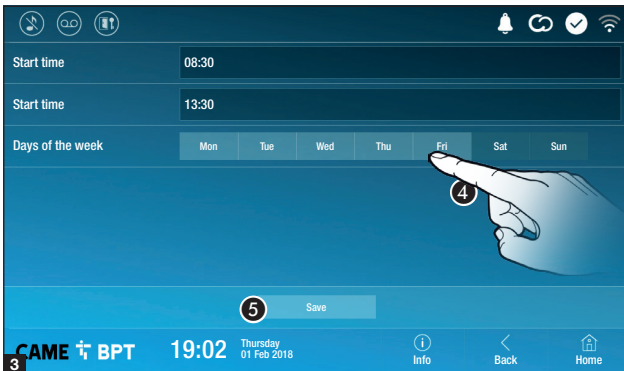 Start time 08:30
Start time 13:30
Days of the week Mon Tue Wed Thu Fri Sat Sun
4
5 Save
CAME BPT 19:02 Thursday
01 Feb 2018
Info Back Home
3